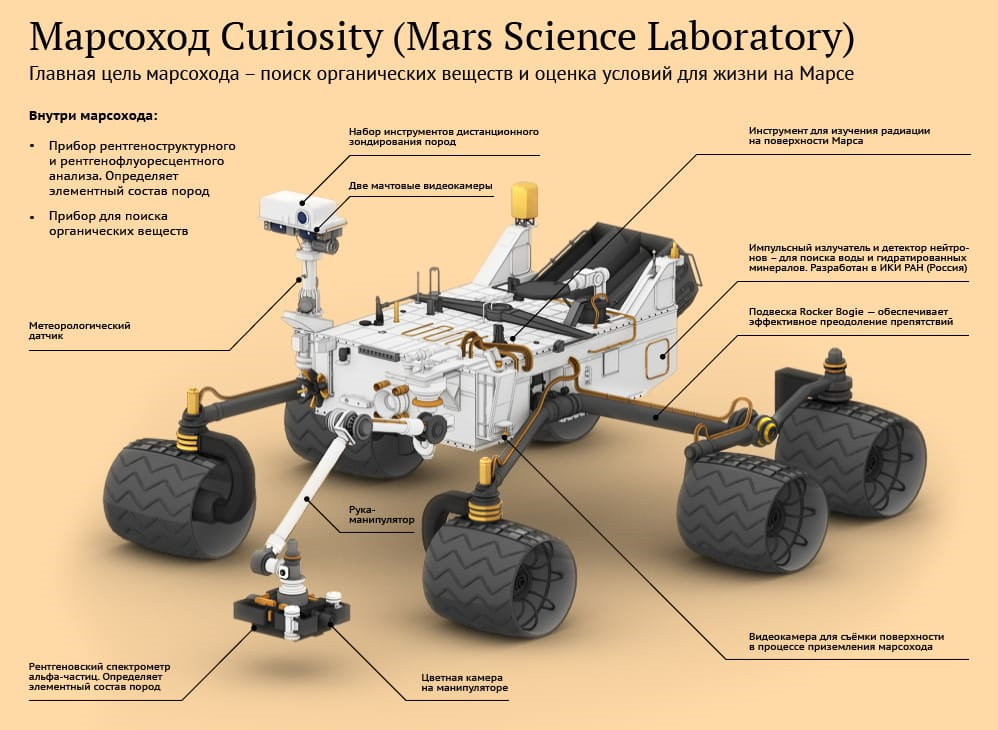 Марсоход Curiosity (Mars Science Laboratory)
Главная цель марсохода – поиск органических веществ и оценка условий для жизни на Марсе
Внутри марсохода:
• Прибор рентгеноструктурного
и рентгенофлуоресцентного
анализа. Определяет
элементный состав пород
• Прибор для поиска
органических веществ
Набор инструментов дистанционного
зондирования пород
Две мачтовые видеокамеры
Инструмент для изучения радиации
на поверхности Марса
Импульсный излучатель и детектор нейтро-
нов – для поиска воды и гидратированных
минералов. Разработан в ИКИ РАН (Россия)
Подвеска Rocker Bogie — обеспечивает
эффективное преодоление препятствий
Метеорологический
датчик
Рука-
манипулятор
Видеокамера для съёмки поверхности
в процессе приземления марсохода
Рентгеновский спектрометр
альфа-частиц. Определяет
элементный состав пород
Цветная камера
на манипуляторе